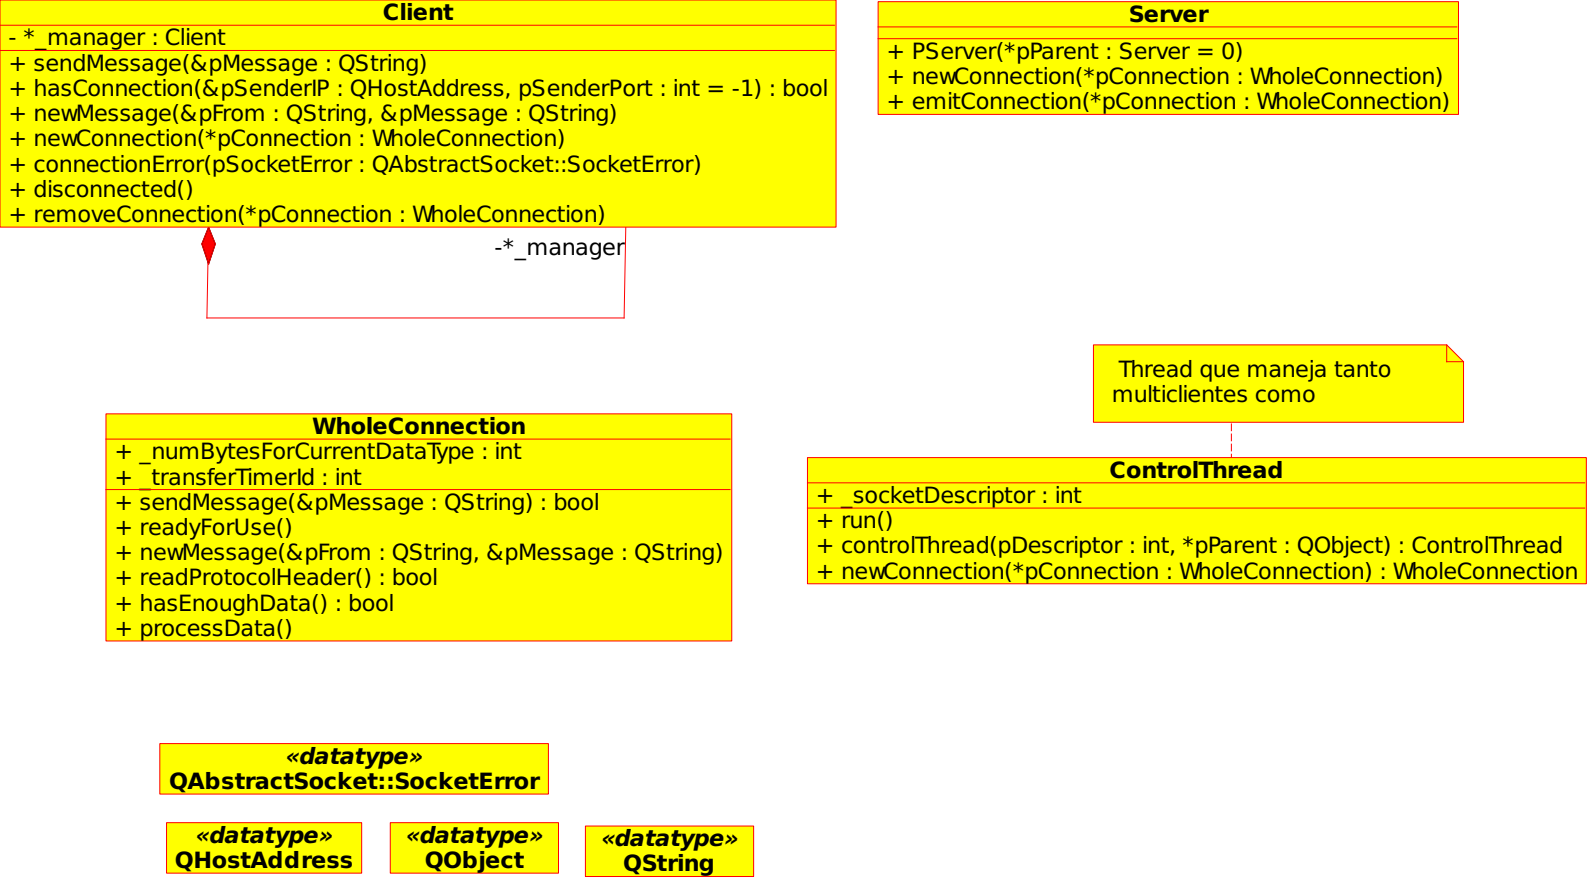 Client
- *_manager : Client
+ sendMessage(&pMessage : QString)
+ hasConnection(&pSenderIP : QHostAddress, pSenderPort : int = -1) : bool
+ newMessage(&pFrom : QString, &pMessage : QString)
+ newConnection(*pConnection : WholeConnection)
+ connectionError(pSocketError : QAbstractSocket::SocketError)
+ disconnected()
+ removeConnection(*pConnection : WholeConnection)
-*_manager
Server
+ PServer(*pParent : Server = 0)
+ newConnection(*pConnection : WholeConnection)
+ emitConnection(*pConnection : WholeConnection)
Thread que maneja tanto
multiclientes como
WholeConnection
+ _numBytesForCurrentDataType : int
+ _transferTimerId : int
+ sendMessage(&pMessage : QString) : bool
+ readyForUse()
+ newMessage(&pFrom : QString, &pMessage : QString)
+ readProtocolHeader() : bool
+ hasEnoughData() : bool
+ processData()
ControlThread
+ _socketDescriptor : int
+ run()
+ controlThread(pDescriptor : int, *pParent : QObject) : ControlThread
+ newConnection(*pConnection : WholeConnection) : WholeConnection
«datatype»
QAbstractSocket::SocketError
«datatype»
QHostAddress
«datatype»
QObject
«datatype»
QString